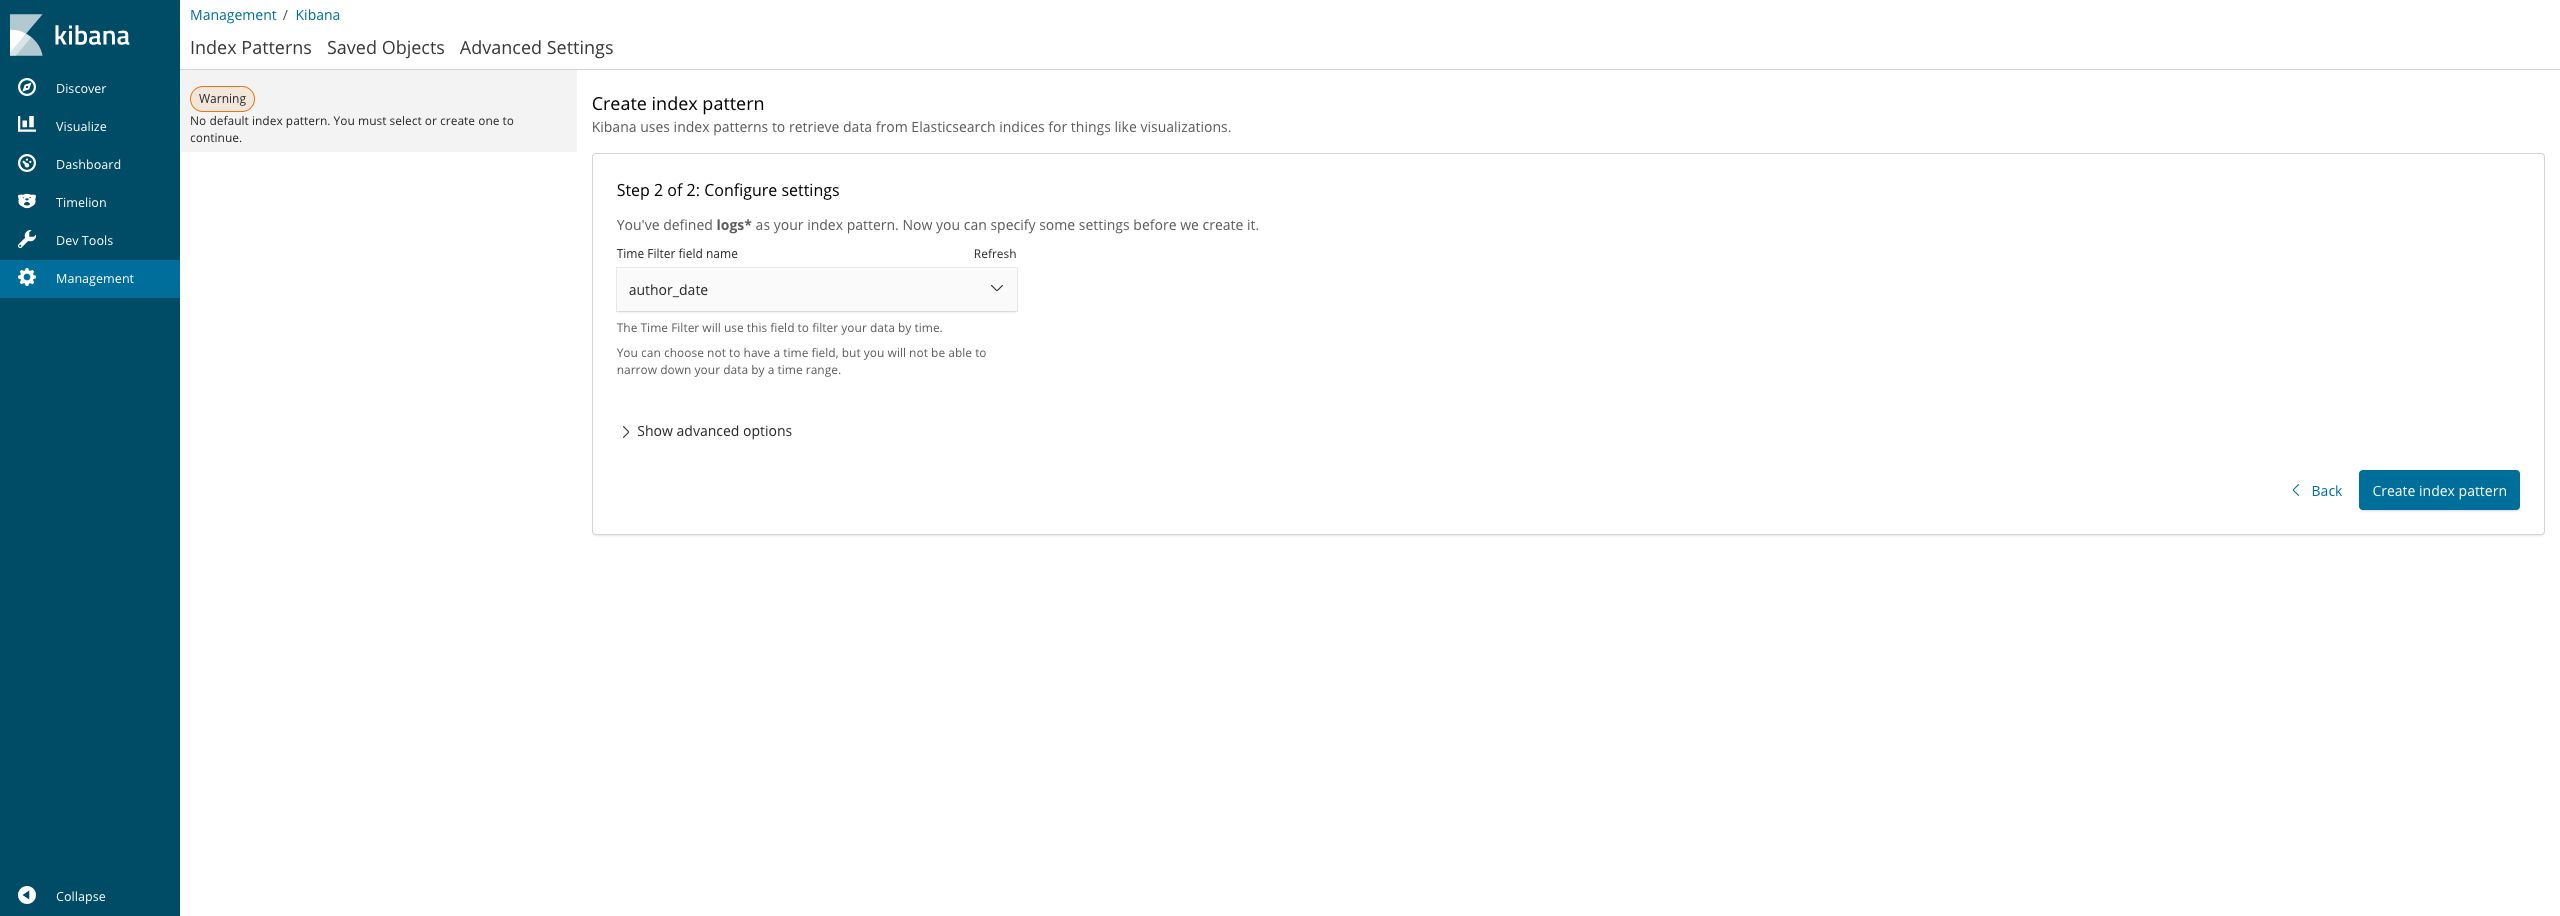 kibana
Discover
Visualize
Dashboard
Timelion
Dev Tools
Management
Collapse
Management / Kibana
Index Patterns Saved Objects Advanced Settings
Warning
No default index pattern. You must select or create one to
continue.
Create index pattern
Kibana uses index patterns to retrieve data from Elasticsearch indices for things like visualizations.
Step 2 of 2: Configure settings
You've defined logs* as your index pattern. Now you can specify some settings before we create it.
Time Filter field name Refresh
author_date
The Time Filter will use this field to filter your data by time.
You can choose not to have a time field, but you will not be able to
narrow down your data by a time range.
Show advanced options
Back Create index pattern